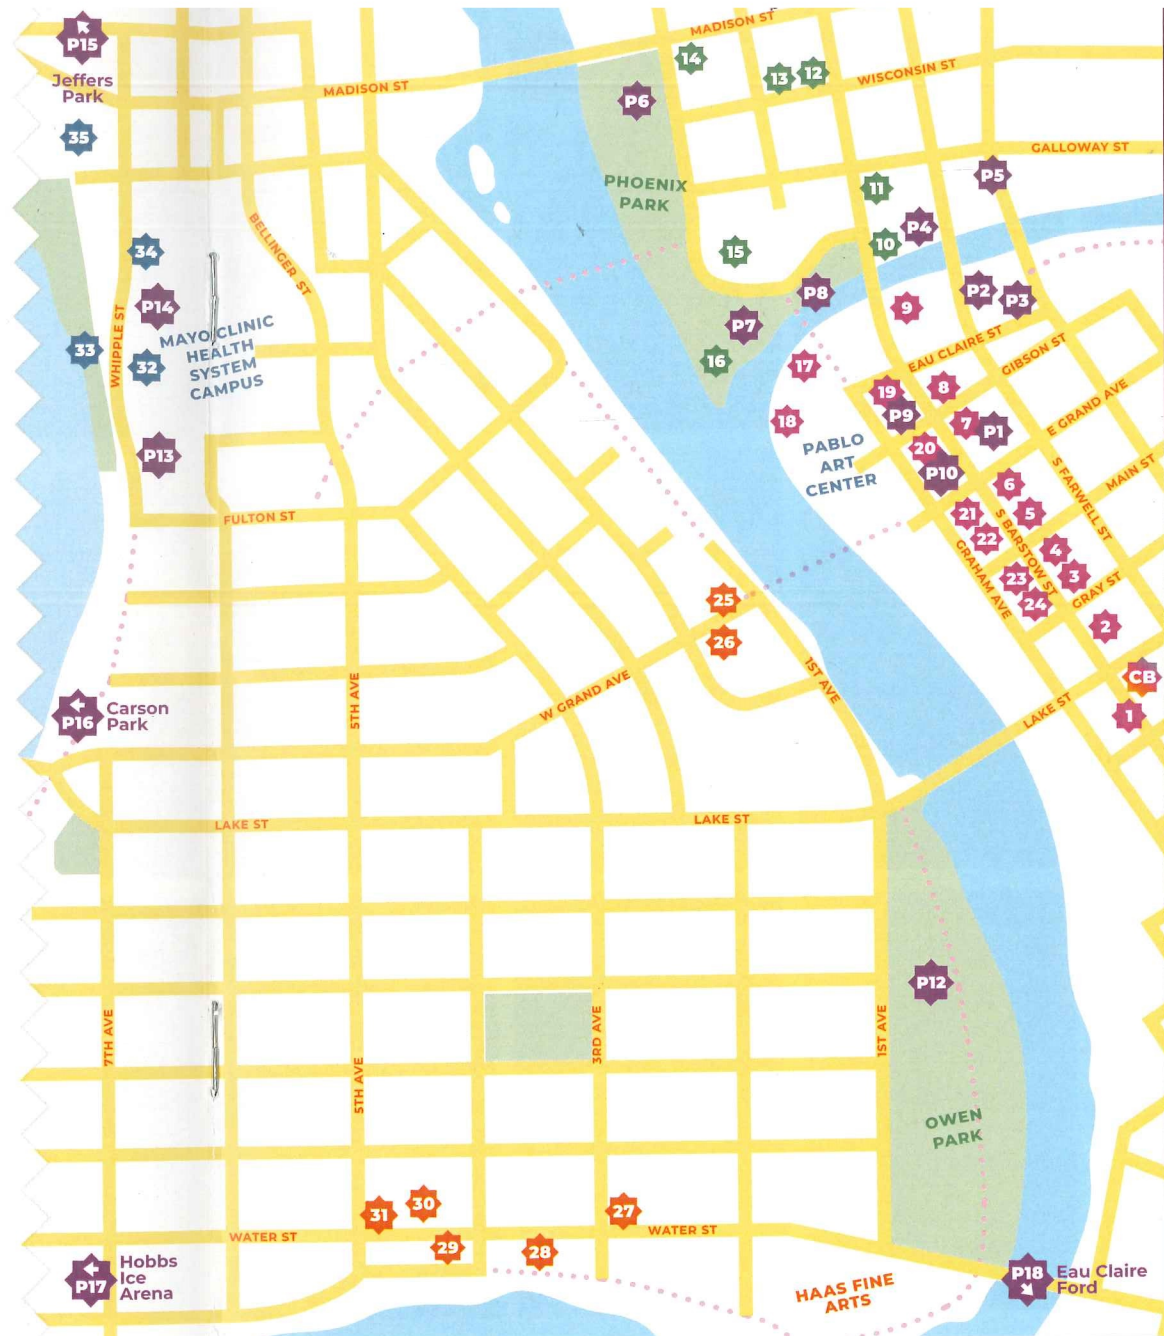 MADISON ST
P15
Jeffers
Park
35
MADISON ST
14
13
12
WISCONSIN ST
P6
GALLOWAY ST
PHOENIX
PARK
11
P5
P4
10
15
BELLINGER ST
34
P14
MAYO CLINIC
HEALTH
SYSTEM
CAMPUS
WHIPPLE ST
33
32
P13
P8
P7
16
9
P2
P3
EAU CLAIRE ST
GIBSON ST
17
18
19
P9
8
7
P1
E GRAND AVE
20
P10
PABLO
ART
CENTER
6
5
S FARWELL ST
MAIN ST
21
22
S BARSTOW ST
4
3
GRAHAM AVE
23
24
GRAY ST
2
CB
1
FULTON ST
25
26
1ST AVE
W GRAND AVE
5TH AVE
LAKE ST
P16
Carson
Park
LAKE ST
LAKE ST
P12
7TH AVE
5TH AVE
3RD AVE
1ST AVE
OWEN
PARK
31
30
27
WATER ST
29
28
WATER ST
P17
Hobbs
Ice
Arena
HAAS FINE
ARTS
P18
Eau Claire
Ford